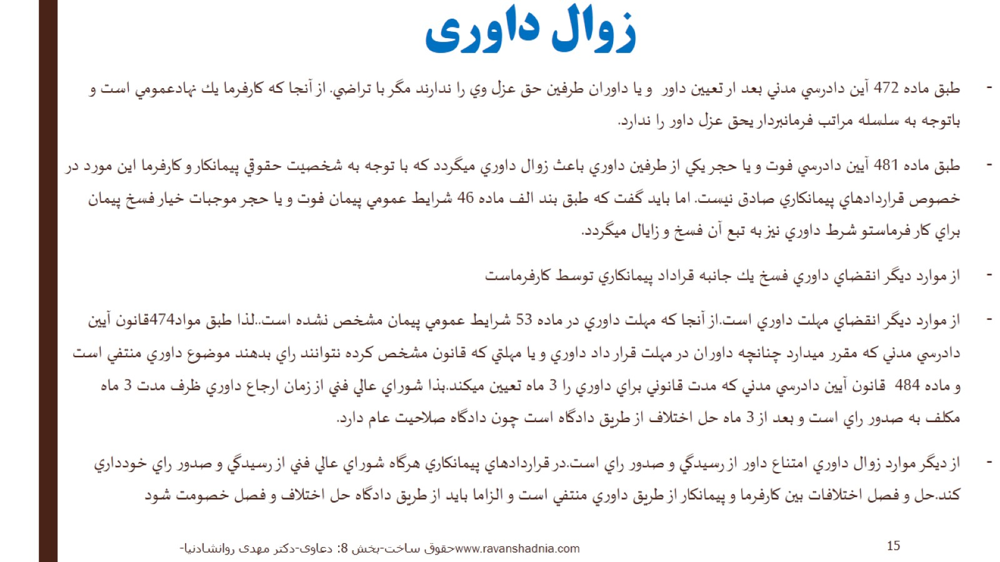 زوال داوری
- طبق ماده 472 آين دادرسي مدني بعد ار تعيين داور و يا داوران طرفين حق عزل وي را ندارند مگر با تراضي. از آنجا كه كارفرما يك نهادعمومي است و
باتوجه به سلسله مراتب فرمانبردار يحق عزل داور را ندارد.
- طبق ماده 481 آيين دادرسي فوت و يا حجر يكي از طرفين داوري باعث زوال داوري ميگردد كه با توجه به شخصيت حقوقي پيمانكار و كارفرما اين مورد در
خصوص قراردادهاي پيمانكاري صادق نيست. اما بايد گفت كه طبق بند الف ماده 46 شرايط عمومي پيمان فوت و يا حجر موجبات خيار فسخ پيمان
براي كار فرماستو شرط داوري نيز به تبع آن فسخ و زايال ميگردد.
- از موارد ديگر انقضاي داوري فسخ يك جانبه قراداد پيمانكاري توسط كارفرماست
- از موارد ديگر انقضاي مهلت داوري است.از آنجا كه مهلت داوري در ماده 53 شرايط عمومي پيمان مشخص نشده است..لذا طبق مواد474قانون آيين
دادرسي مدني كه مقرر ميدارد چنانچه داوران در مهلت قرار داد داوري و يا مهلتي كه قانون مشخص كرده نتوانند راي بدهند موضوع داوري منتفي است
و ماده 484 قانون آيين دادرسي مدني كه مدت قانوني براي داوري را 3 ماه تعيين ميكند.بذا شوراي عالي فني از زمان ارجاع داوري ظرف مدت 3 ماه
مكلف به صدور راي است و بعد از 3 ماه حل اختلاف از طريق دادگاه است چون دادگاه صلاحيت عام دارد.
- از ديگر موارد زوال داوري امتناع داور از رسيدگي و صدور راي است.در قراردادهاي پيمانكاري هرگاه شوراي عالي فني از رسيدگي و صدور راي خودداري
كند.حل و فصل اختلافات بين كارفرما و پيمانكار از طريق داوري منتفي است و الزاما بايد از طريق دادگاه حل اختلاف و فصل خصومت شود
15
www.ravanshadnia.comحقوق ساخت-بخش 8: دعاوی-دکتر مهدی روانشادنیا-